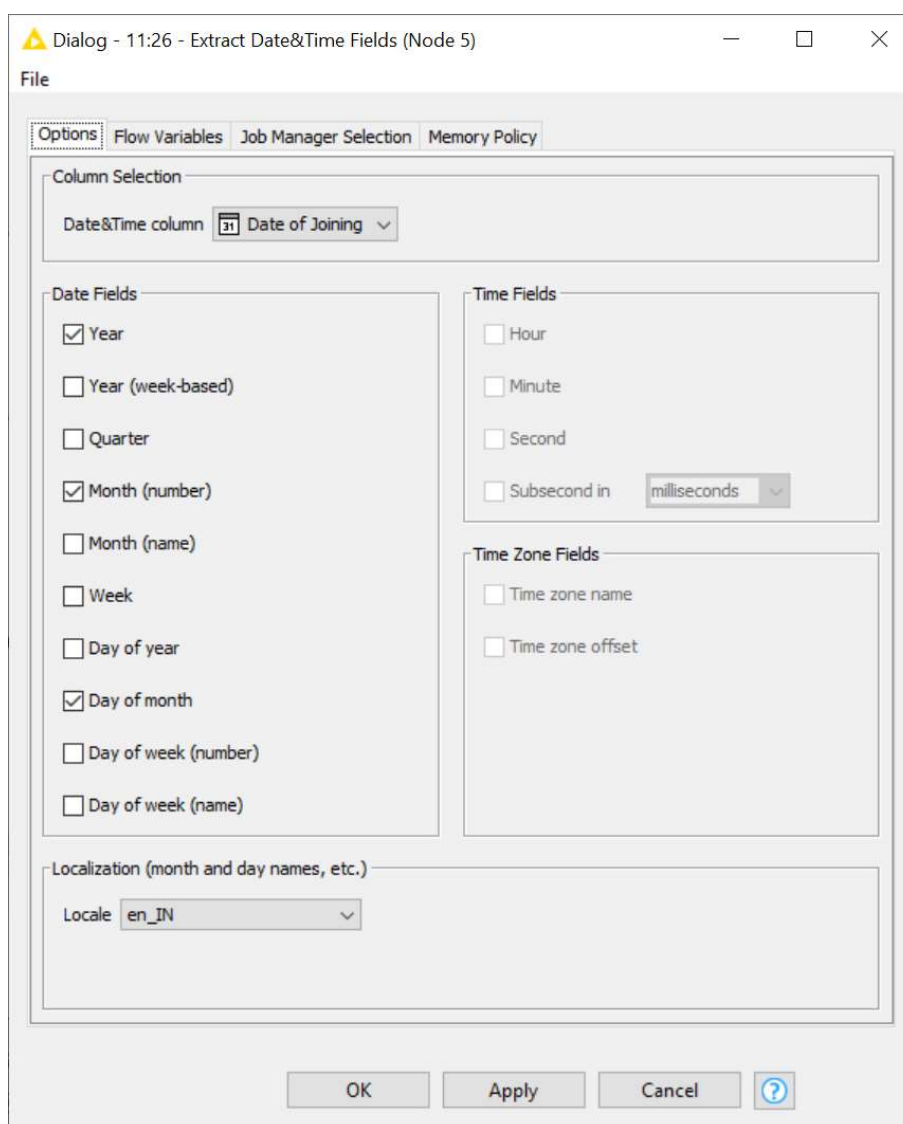 Dialog - 11:26 - Extract Date&Time Fields (Node 5)
File
Options Flow Variables Job Manager Selection Memory Policy
Column Selection
Date&Time column 31 Date of Joining
Date Fields
Year
Year (week-based)
Quarter
Month (number)
Month (name)
Week
Day of year
Day of month
Day of week (number)
Day of week (name)
Time Fields
Hour
Minute
Second
Subsecond in milliseconds
Time Zone Fields
Time zone name
Time zone offset
Localization (month and day names, etc.)
Locale en_IN
OK Apply Cancel ?